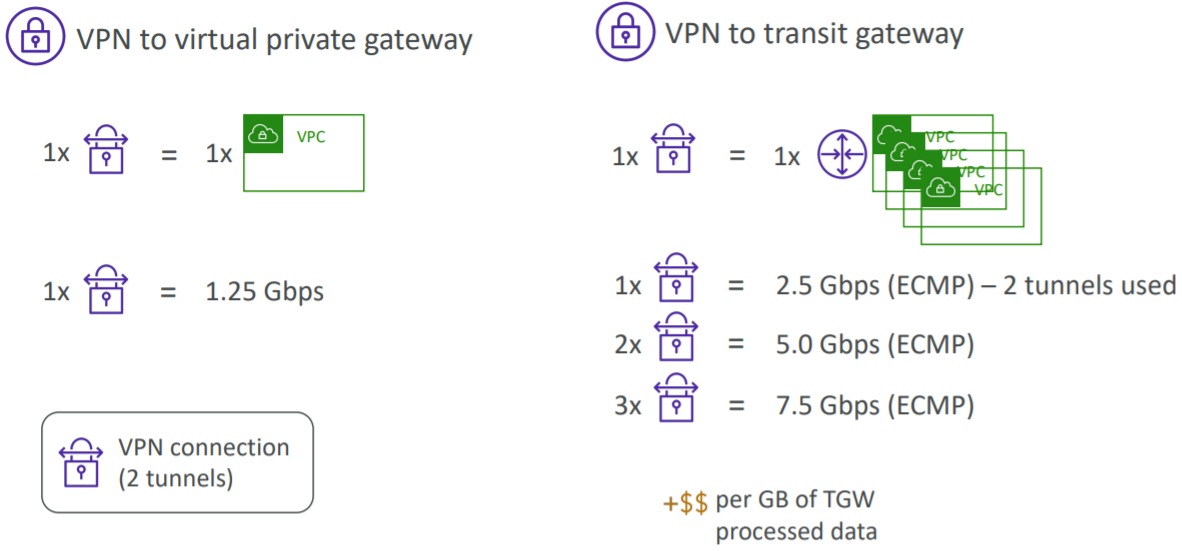 VPN to virtual private gateway
1x = 1x VPC
1x = 1.25 Gbps
VPN connection
(2 tunnels)
VPN to transit gateway
1x = 1x VPC
VPC
VPC
VPC
1x = 2.5 Gbps (ECMP) – 2 tunnels used
2x = 5.0 Gbps (ECMP)
3x = 7.5 Gbps (ECMP)
+$$ per GB of TGW
processed data